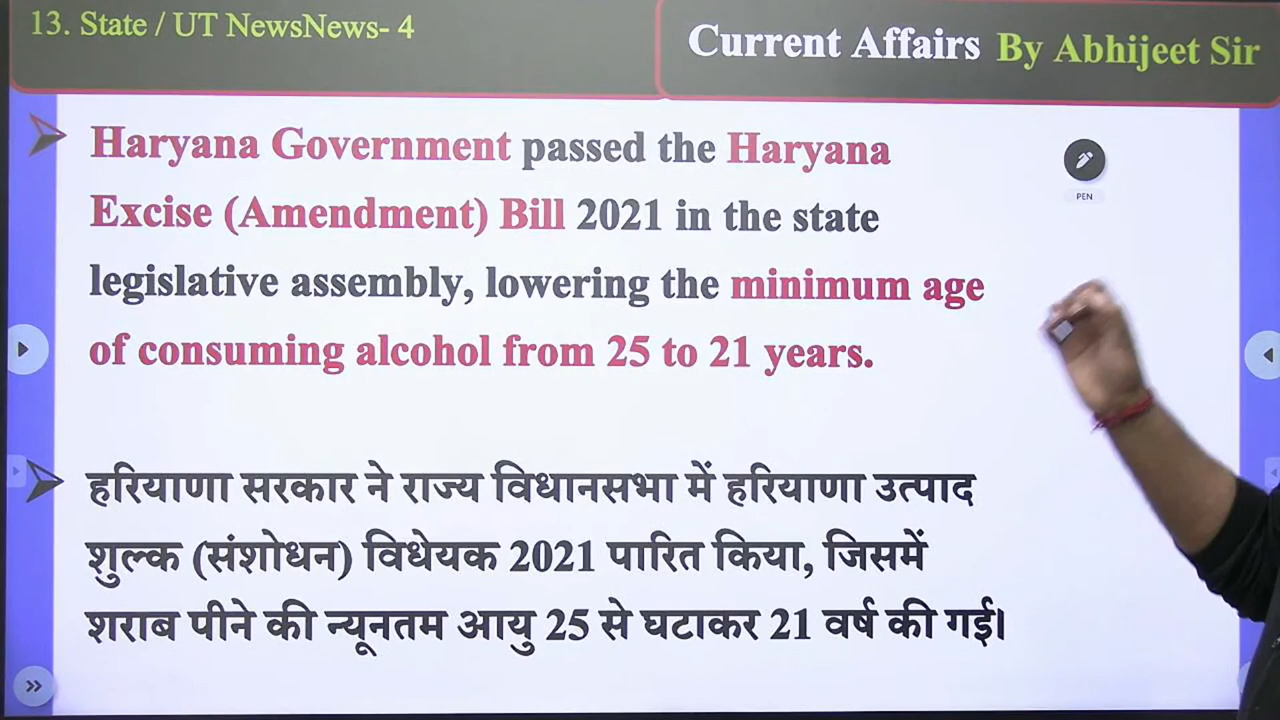 13. State / UT NewsNews- 4
Current Affairs By Abhijeet Sir
Haryana Government passed the Haryana
Excise (Amendment) Bill 2021 in the state
legislative assembly, lowering the minimum age
of consuming alcohol from 25 to 21 years.
PEN
हरियाणा सरकार ने राज्य विधानसभा में हरियाणा उत्पाद
शुल्क (संशोधन) विधेयक 2021 पारित किया, जिसमें
शराब पीने की न्यूनतम आयु 25 से घटाकर 21 वर्ष की गई।